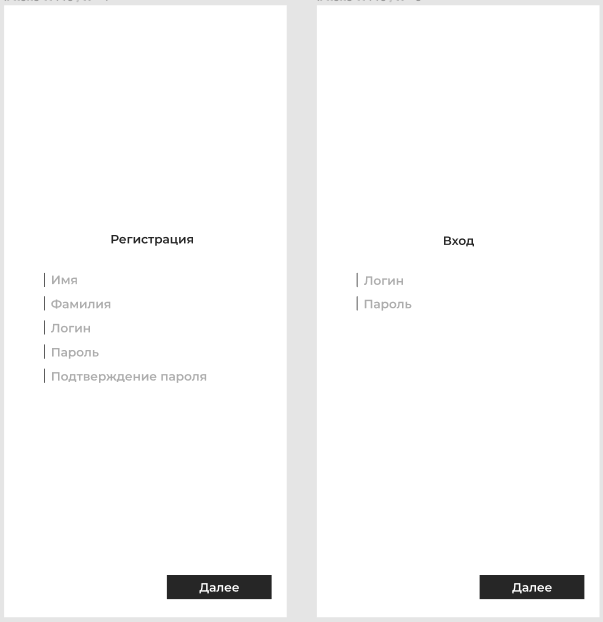 Регистрация
Имя
Фамилия
Логин
Пароль
Подтверждение пароля
Далее
Вход
Логин
Пароль
Далее